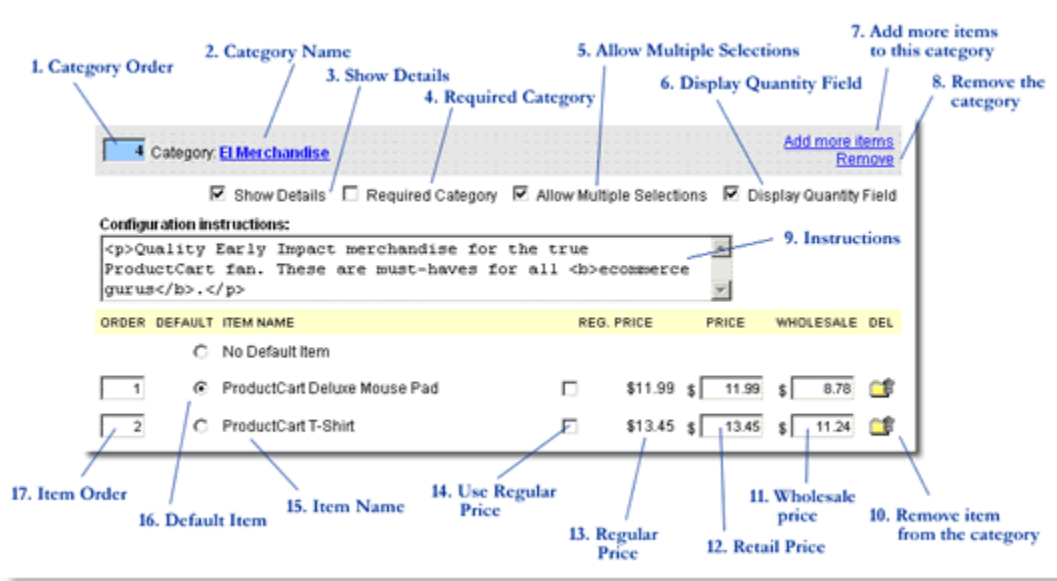 7. Add more items
to this category
2. Category Name
5. Allow Multiple Selections
1. Category Order
3. Show Details
6. Display Quantity Field
8. Remove the
category
4. Required Category
4 Category: EI Merchandise
Add more items
Remove
Show Details Required Category Allow Multiple Selections Display Quantity Field
Configuration instructions:
<p>Quality Early Impact merchandise for the true
ProductCart fan. These are must-haves for all <b>ecommerce
gurus</b>.</p>
9. Instructions
ORDER DEFAULT ITEM NAME REG. PRICE PRICE WHOLESALE DEL
No Default Item
1 ProductCart Deluxe Mouse Pad $11.99 $ 11.99 $ 8.78
2 ProductCart T-Shirt $13.45 $ 13.45 $ 11.24
17. Item Order
16. Default Item
15. Item Name
14. Use Regular
Price
13. Regular
Price
12. Retail Price
11. Wholesale
price
10. Remove item
from the category